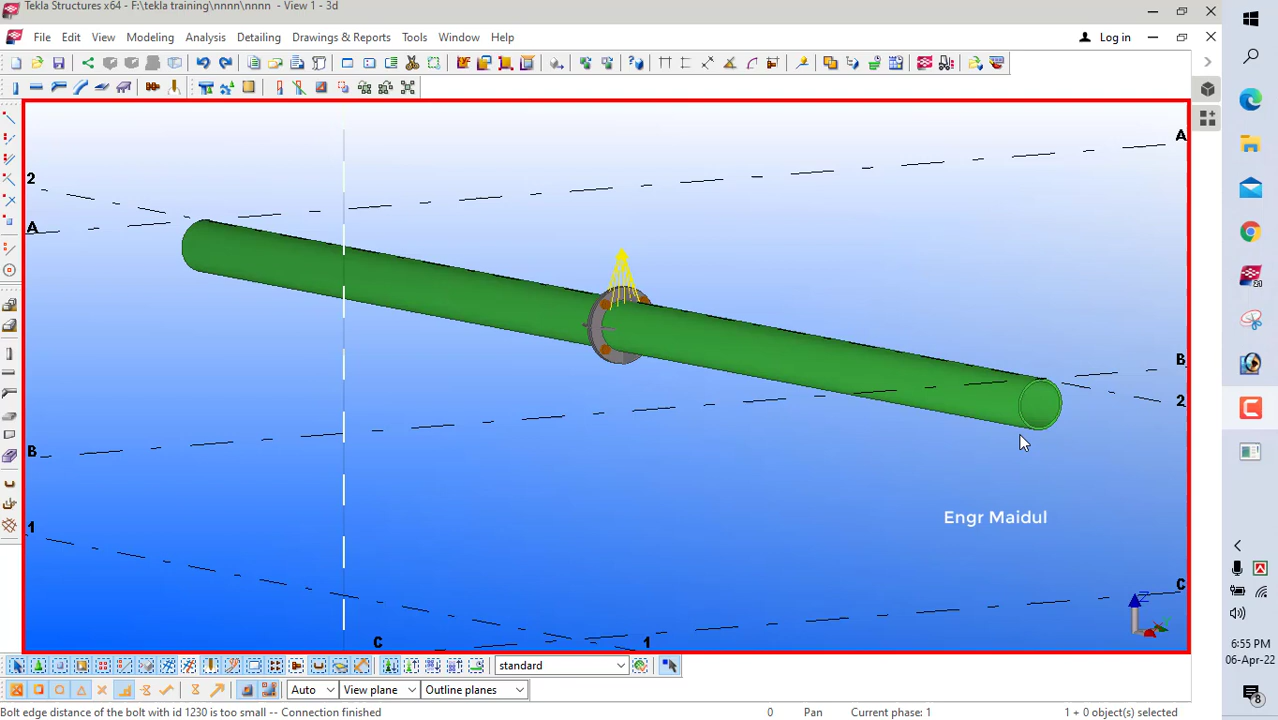 Tekla Structures x64 - F:\tekla training\nnnn\nnnn - View 1 - 3d
File Edit View Modeling Analysis Detailing Drawings & Reports Tools Window Help
Log in
A
2
A
B
2
B
Engr Maidul
1
C
Z
C
1
standard
Auto View plane Outline planes
Bolt edge distance of the bolt with id 1230 is too small -- Connection finished
0 Pan Current phase: 1 1 + 0 object(s) selected
6:55 PM
06-Apr-22
8